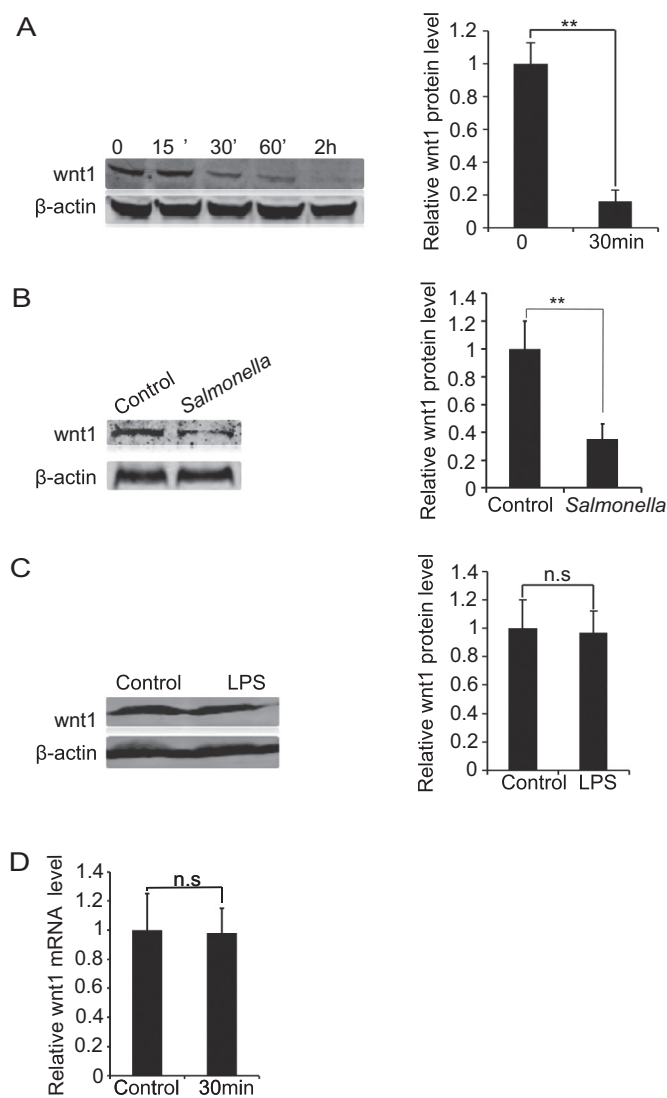 A
0 15 ' 30' 60' 2h
wnt1
β-actin
Relative wnt1 protein level
1.2
1
0.8
0.6
0.4
0.2
0
**
0 30min
B
Control Salmonella
wnt1
β-actin
Relative wnt1 protein level
1.4
1.2
1
0.8
0.6
0.4
0.2
0
**
Control Salmonella
C
Control LPS
wnt1
β-actin
Relative wnt1 protein level
1.4
1.2
1
0.8
0.6
0.4
0.2
0
n.s
Control LPS
D
Relative wnt1 mRNA level
1.4
1.2
1
0.8
0.6
0.4
0.2
0
n.s
Control 30min